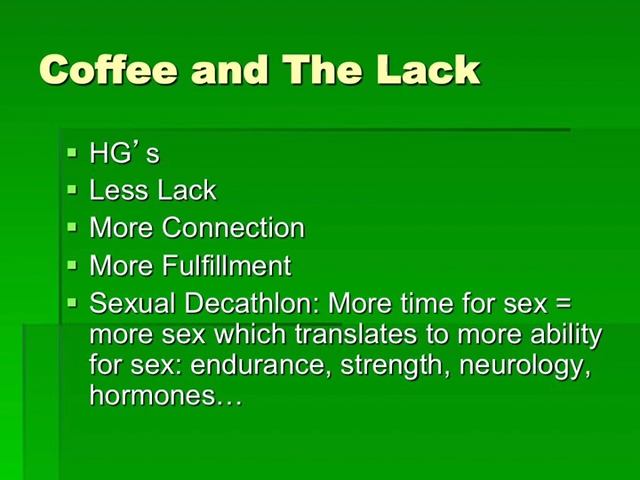 Coffee and The Lack
HG’s
Less Lack
More Connection
More Fulfillment
Sexual Decathlon: More time for sex =
more sex which translates to more ability
for sex: endurance, strength, neurology,
hormones…